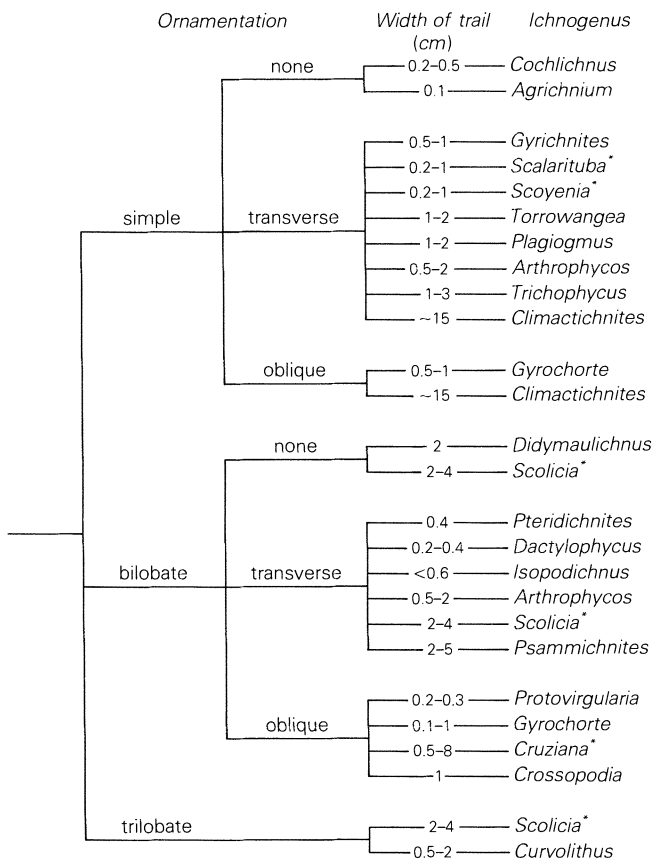 Ornamentation Width of trail Ichnogenus
(cm)
none 0.2–0.5 Cochlichnus
0.1 Agrichnium
0.5–1 Gyrichnites
0.2–1 Scalarituba*
0.2–1 Scoyenia*
simple transverse 1–2 Torrowangea
1–2 Plagiogmus
0.5–2 Arthrophycos
1–3 Trichophycus
~15 Climactichnites
oblique 0.5–1 Gyrochorte
~15 Climactichnites
none 2 Didymaulichnus
2–4 Scolicia*
0.4 Pteridichnites
0.2–0.4 Dactylophycus
bilobate transverse <0.6 Isopodichnus
0.5–2 Arthrophycos
2–4 Scolicia*
2–5 Psammichnites
0.2–0.3 Protovirgularia
oblique 0.1–1 Gyrochorte
0.5–8 Cruziana*
1 Crossopodia
trilobate 2–4 Scolicia*
0.5–2 Curvolithus